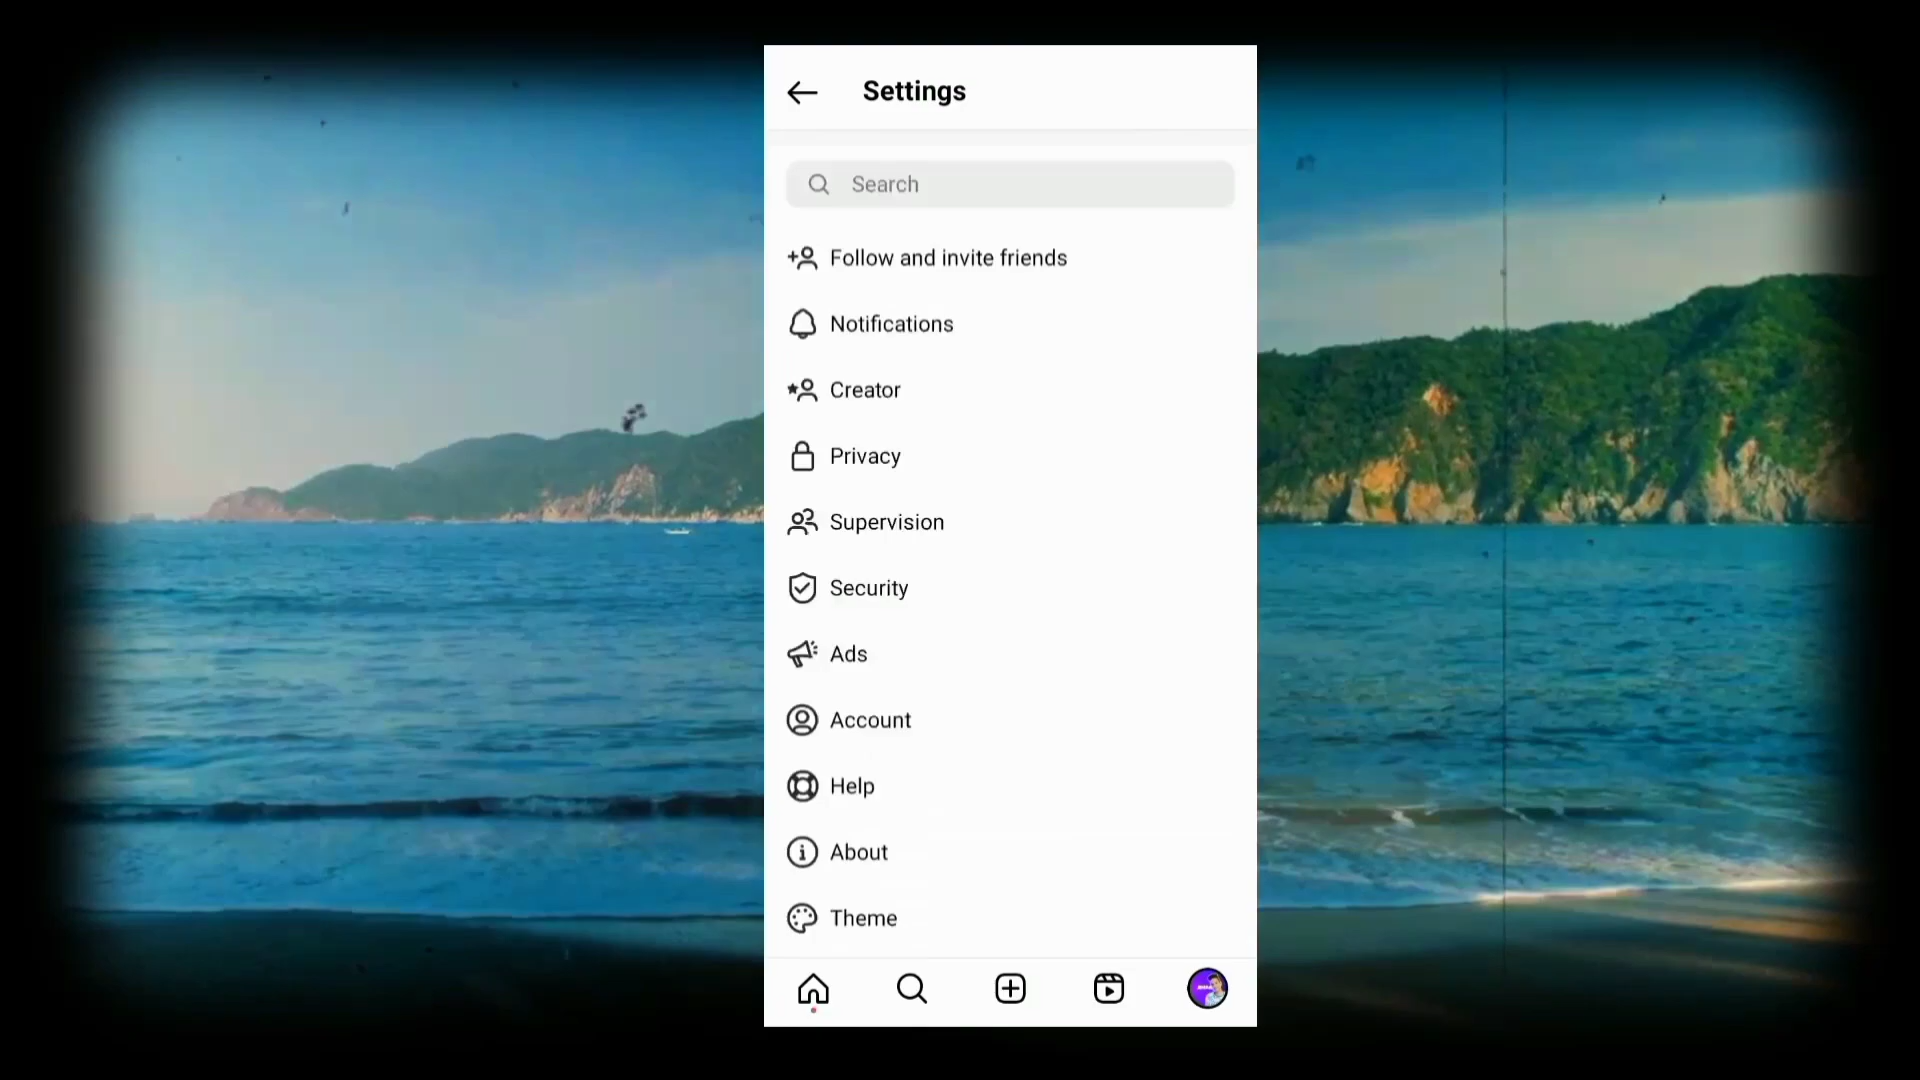 Settings
Search
Follow and invite friends
Notifications
Creator
Privacy
Supervision
Security
Ads
Account
Help
About
Theme